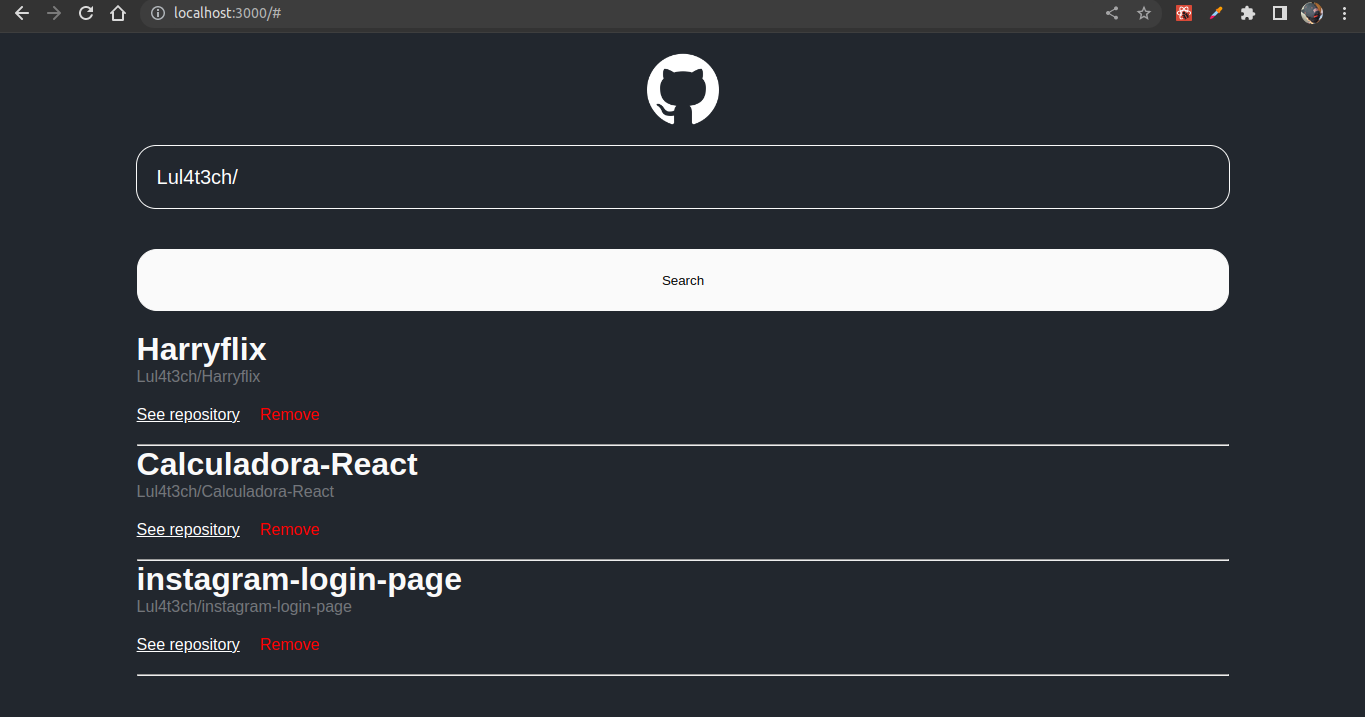 localhost:3000/#
Lul4t3ch/
Search
Harryflix
Lul4t3ch/Harryflix
See repository Remove
Calculadora-React
Lul4t3ch/Calculadora-React
See repository Remove
instagram-login-page
Lul4t3ch/instagram-login-page
See repository Remove